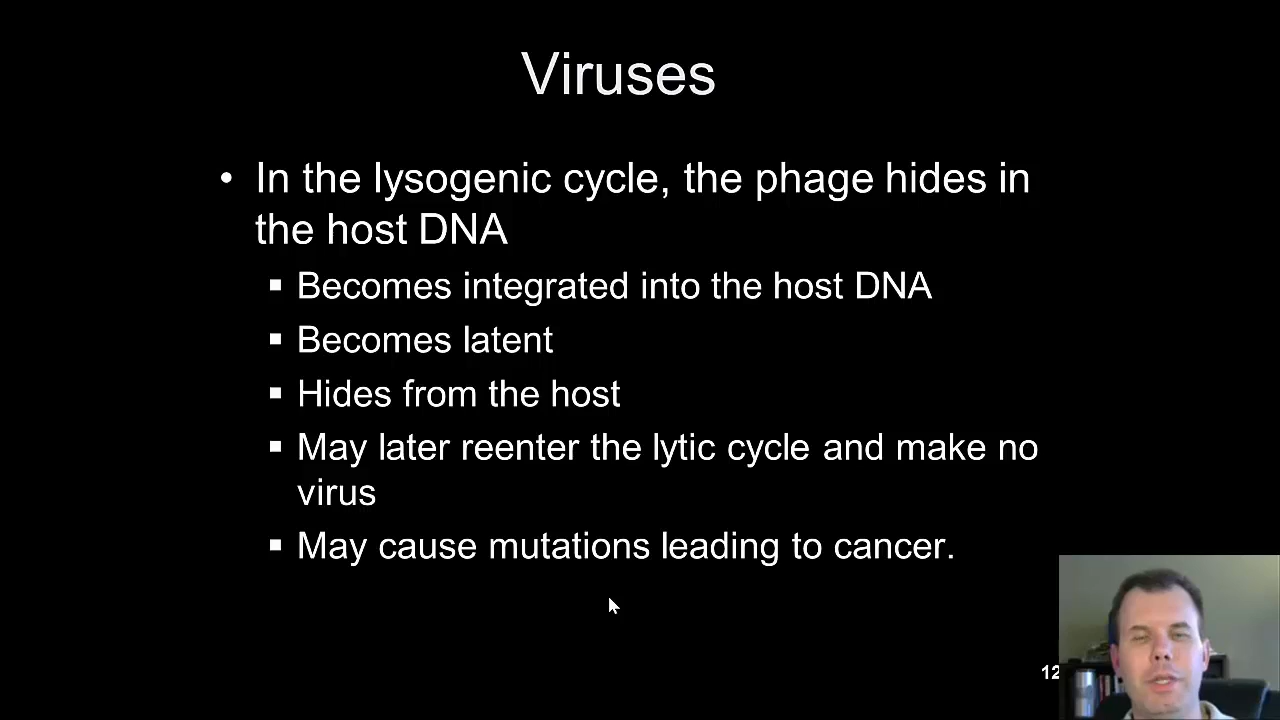 Viruses
• In the lysogenic cycle, the phage hides in
the host DNA
▪ Becomes integrated into the host DNA
▪ Becomes latent
▪ Hides from the host
▪ May later reenter the lytic cycle and make no
virus
▪ May cause mutations leading to cancer.
12